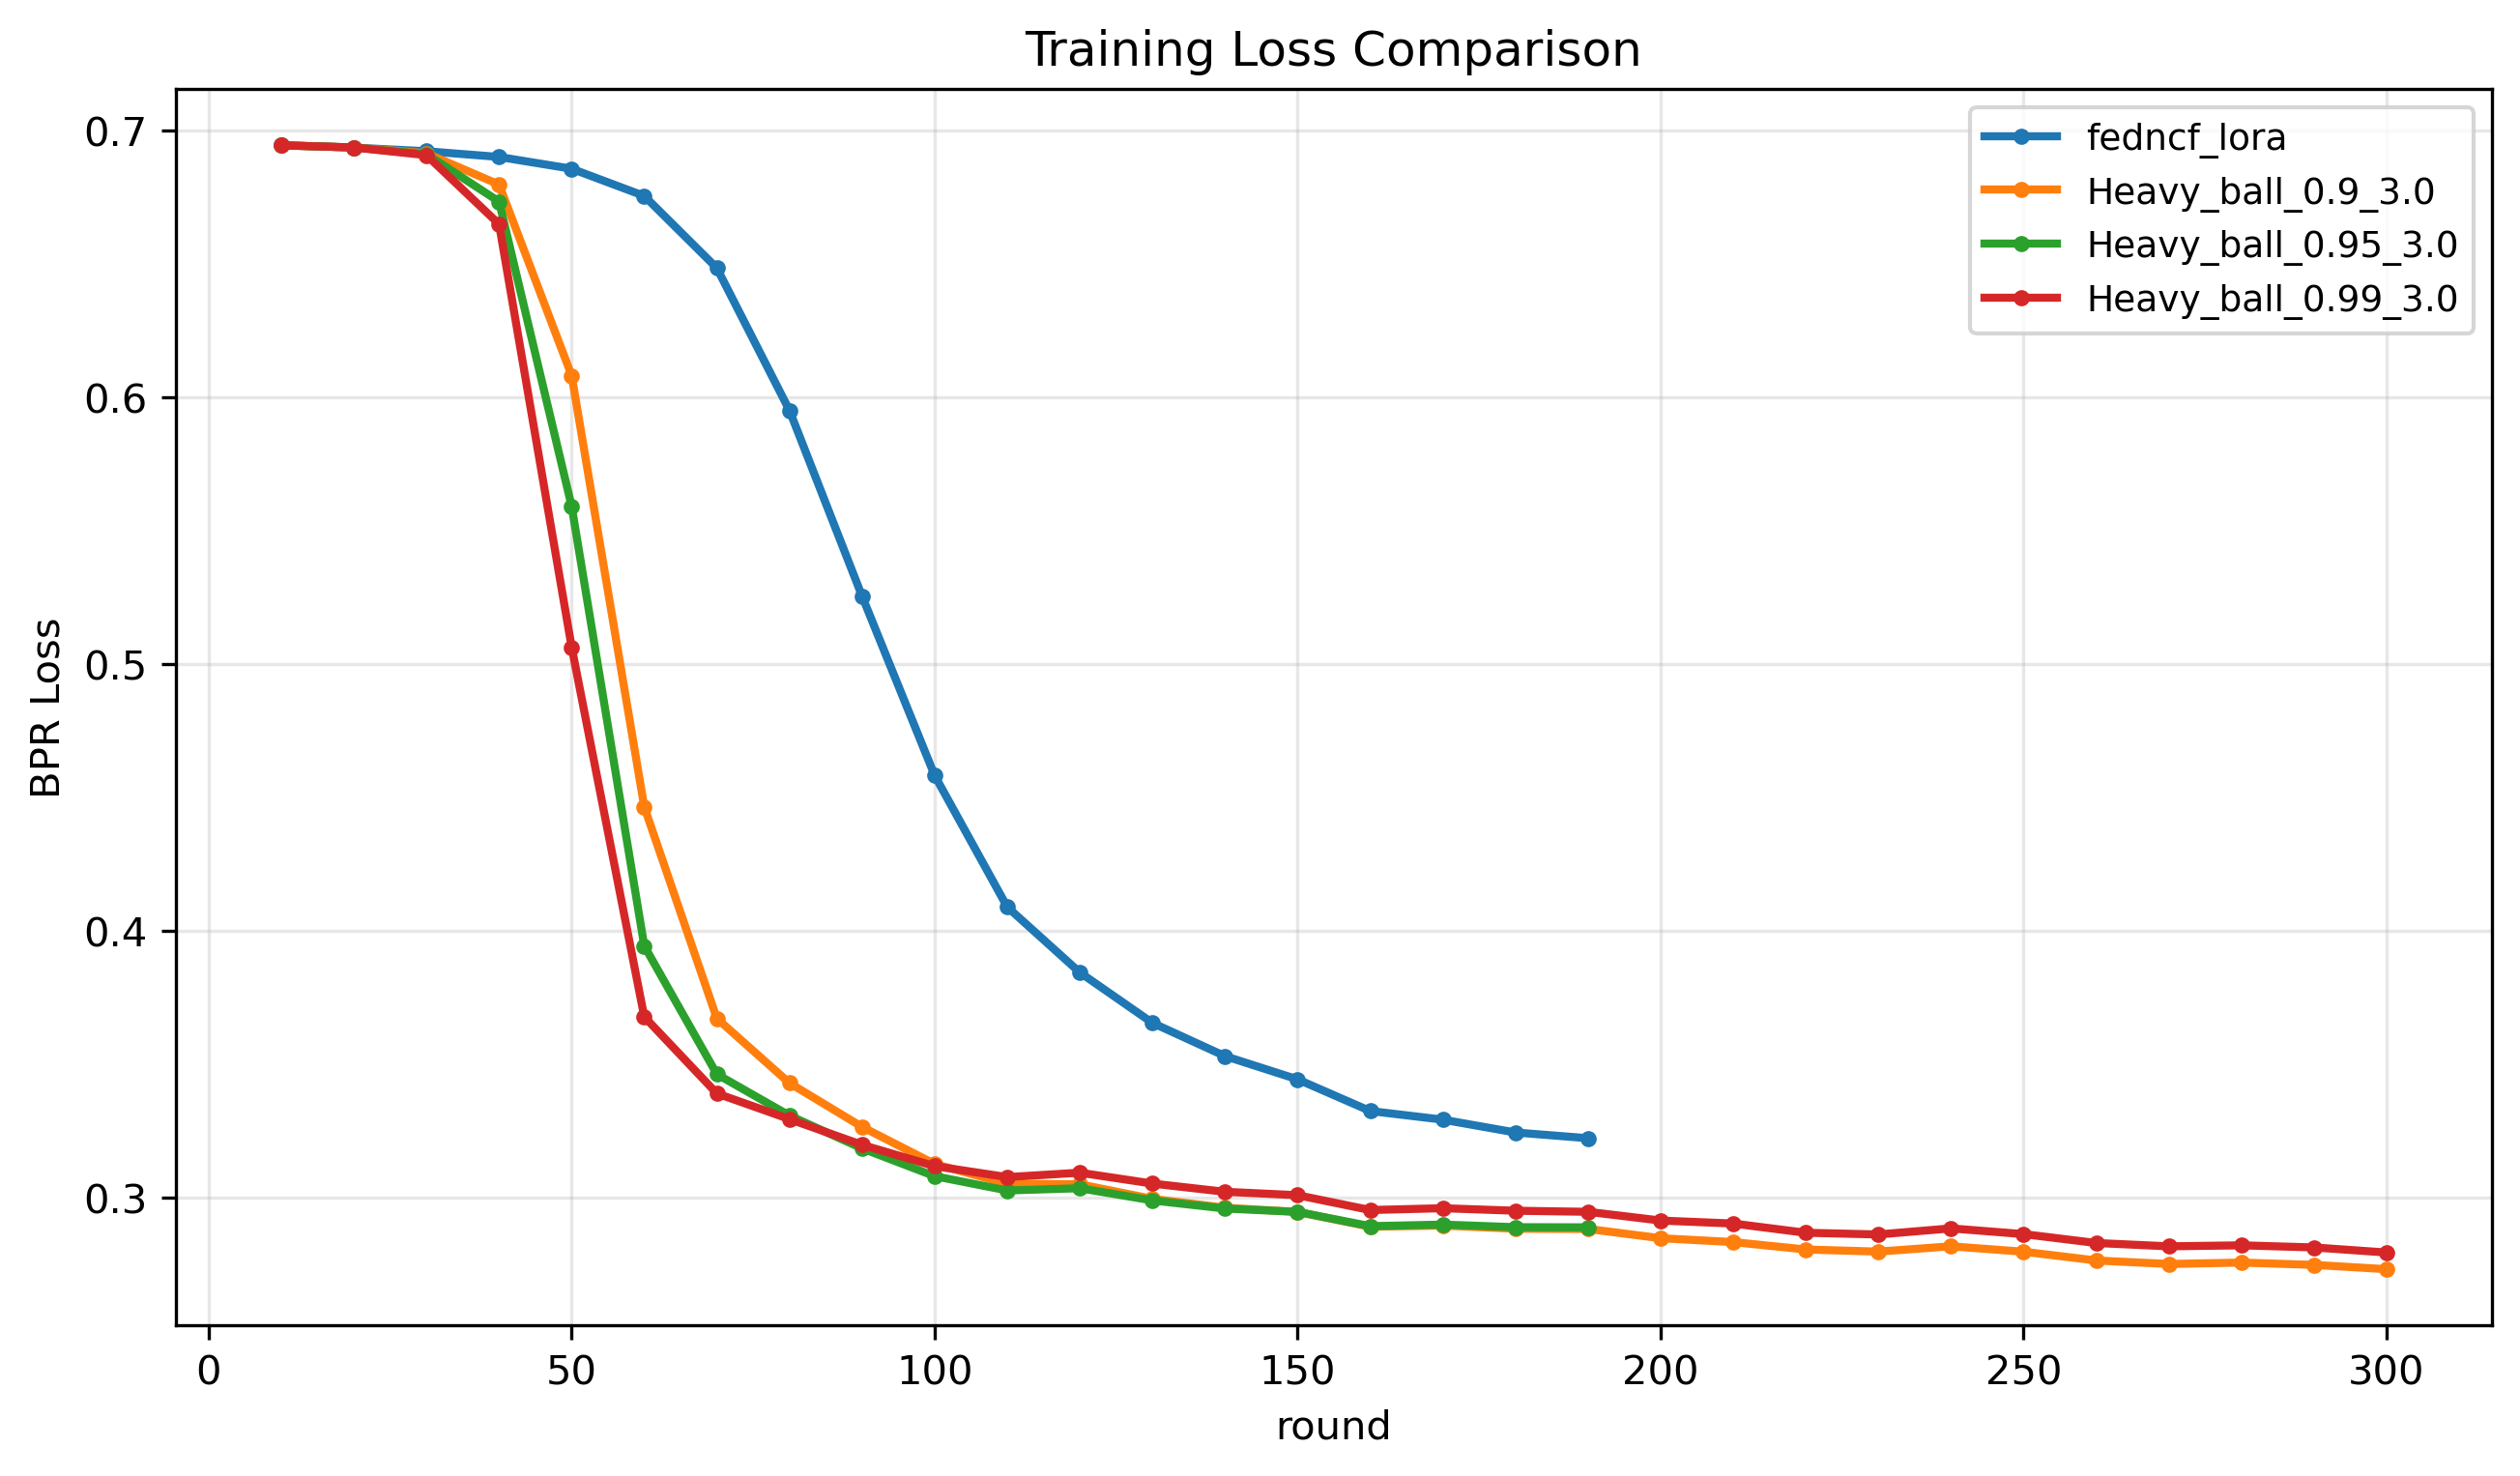 Training Loss Comparison
fedncf_lora
Heavy_ball_0.9_3.0
Heavy_ball_0.95_3.0
Heavy_ball_0.99_3.0
BPR Loss
0.7
0.6
0.5
0.4
0.3
0 50 100 150 200 250 300
round